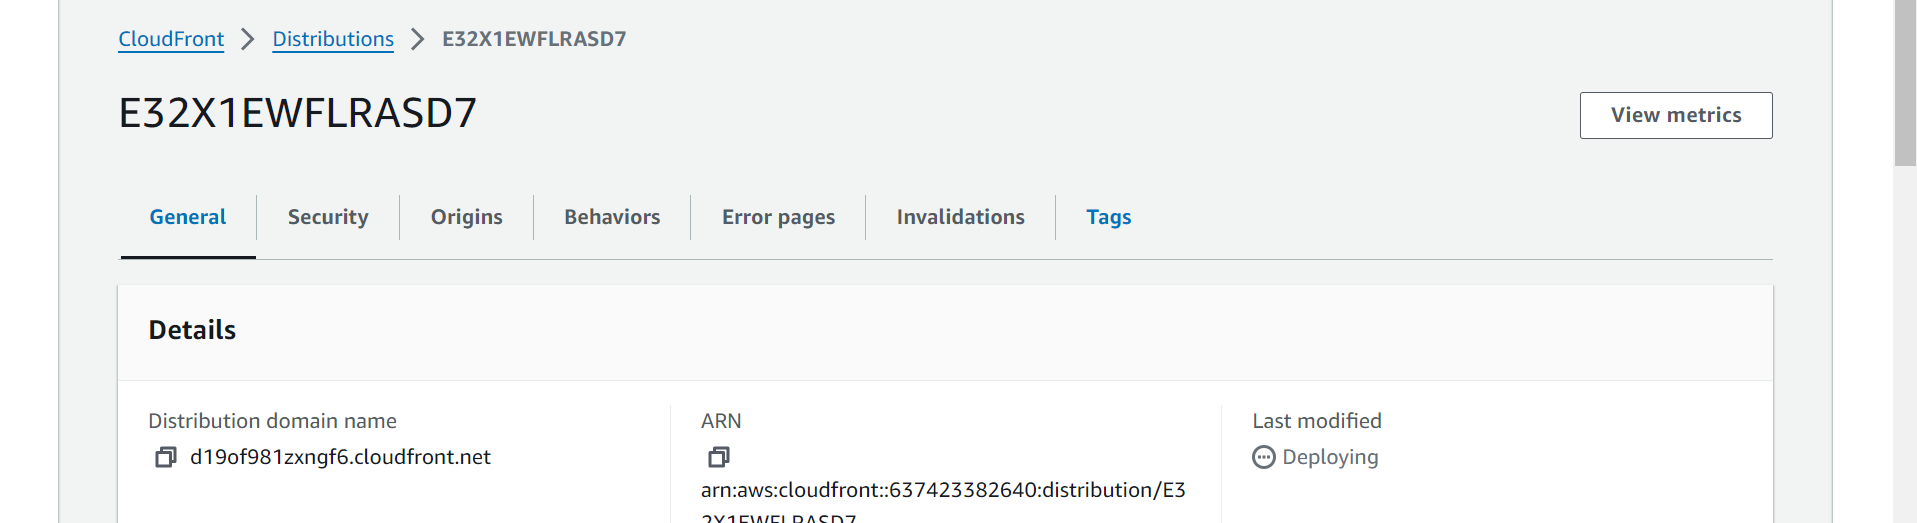 CloudFront > Distributions > E32X1EWFLRASD7
E32X1EWFLRASD7
View metrics
General
Security
Origins
Behaviors
Error pages
Invalidations
Tags
Details
Distribution domain name
d19of981zxngf6.cloudfront.net
ARN
arn:aws:cloudfront::637423382640:distribution/E3
2X1EWFLRASD7
Last modified
Deploying